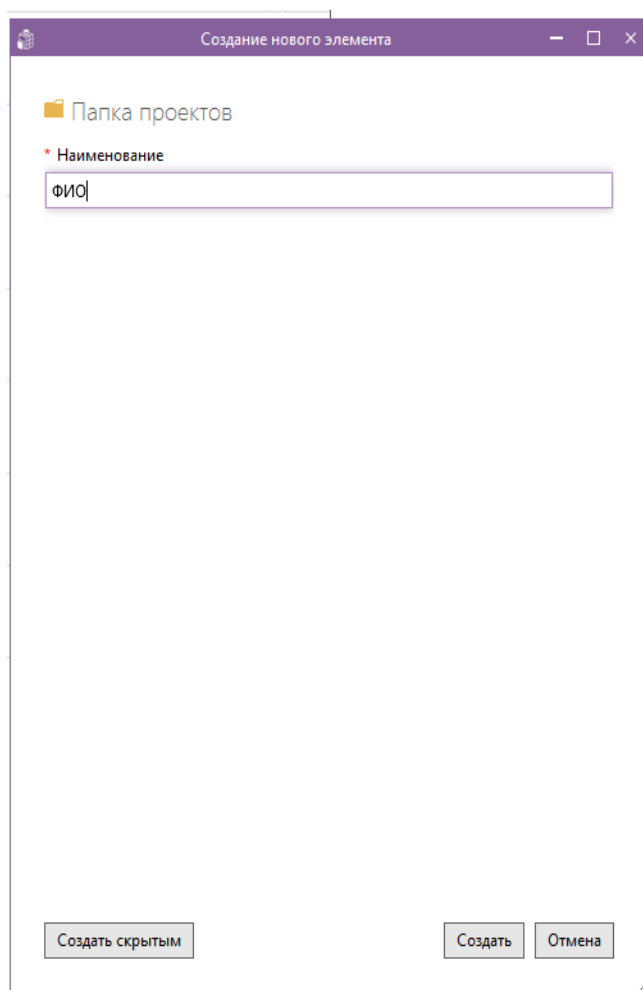 Создание нового элемента
Папка проектов
* Наименование
ФИО
Создать скрытым
Создать
Отмена